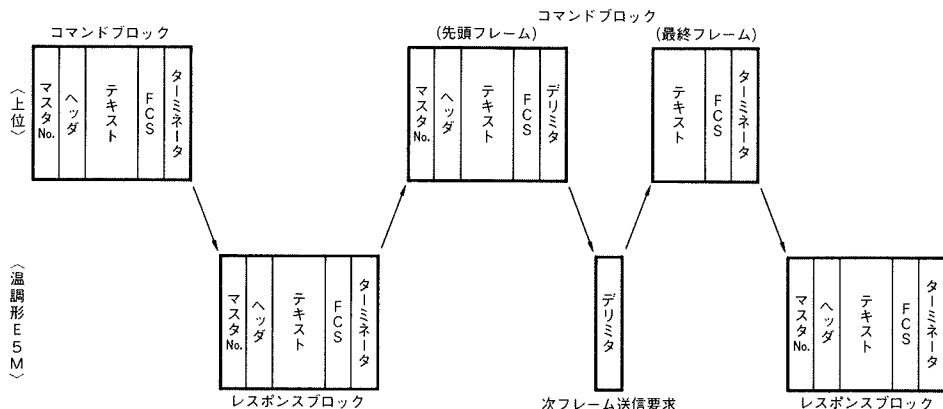 コマンドブロック
コマンドブロック
(先頭フレーム)
(最終フレーム)
〈上位〉
マスタNo.
ヘッダ
テキスト
FCS
ターミネータ
マスタNo.
ヘッダ
テキスト
FCS
デリミタ
テキスト
FCS
ターミネータ
〈温調形E5M〉
マスタNo.
ヘッダ
テキスト
FCS
ターミネータ
デリミタ
マスタNo.
ヘッダ
テキスト
FCS
ターミネータ
レスポンスブロック
次フレーム送信要求
レスポンスブロック